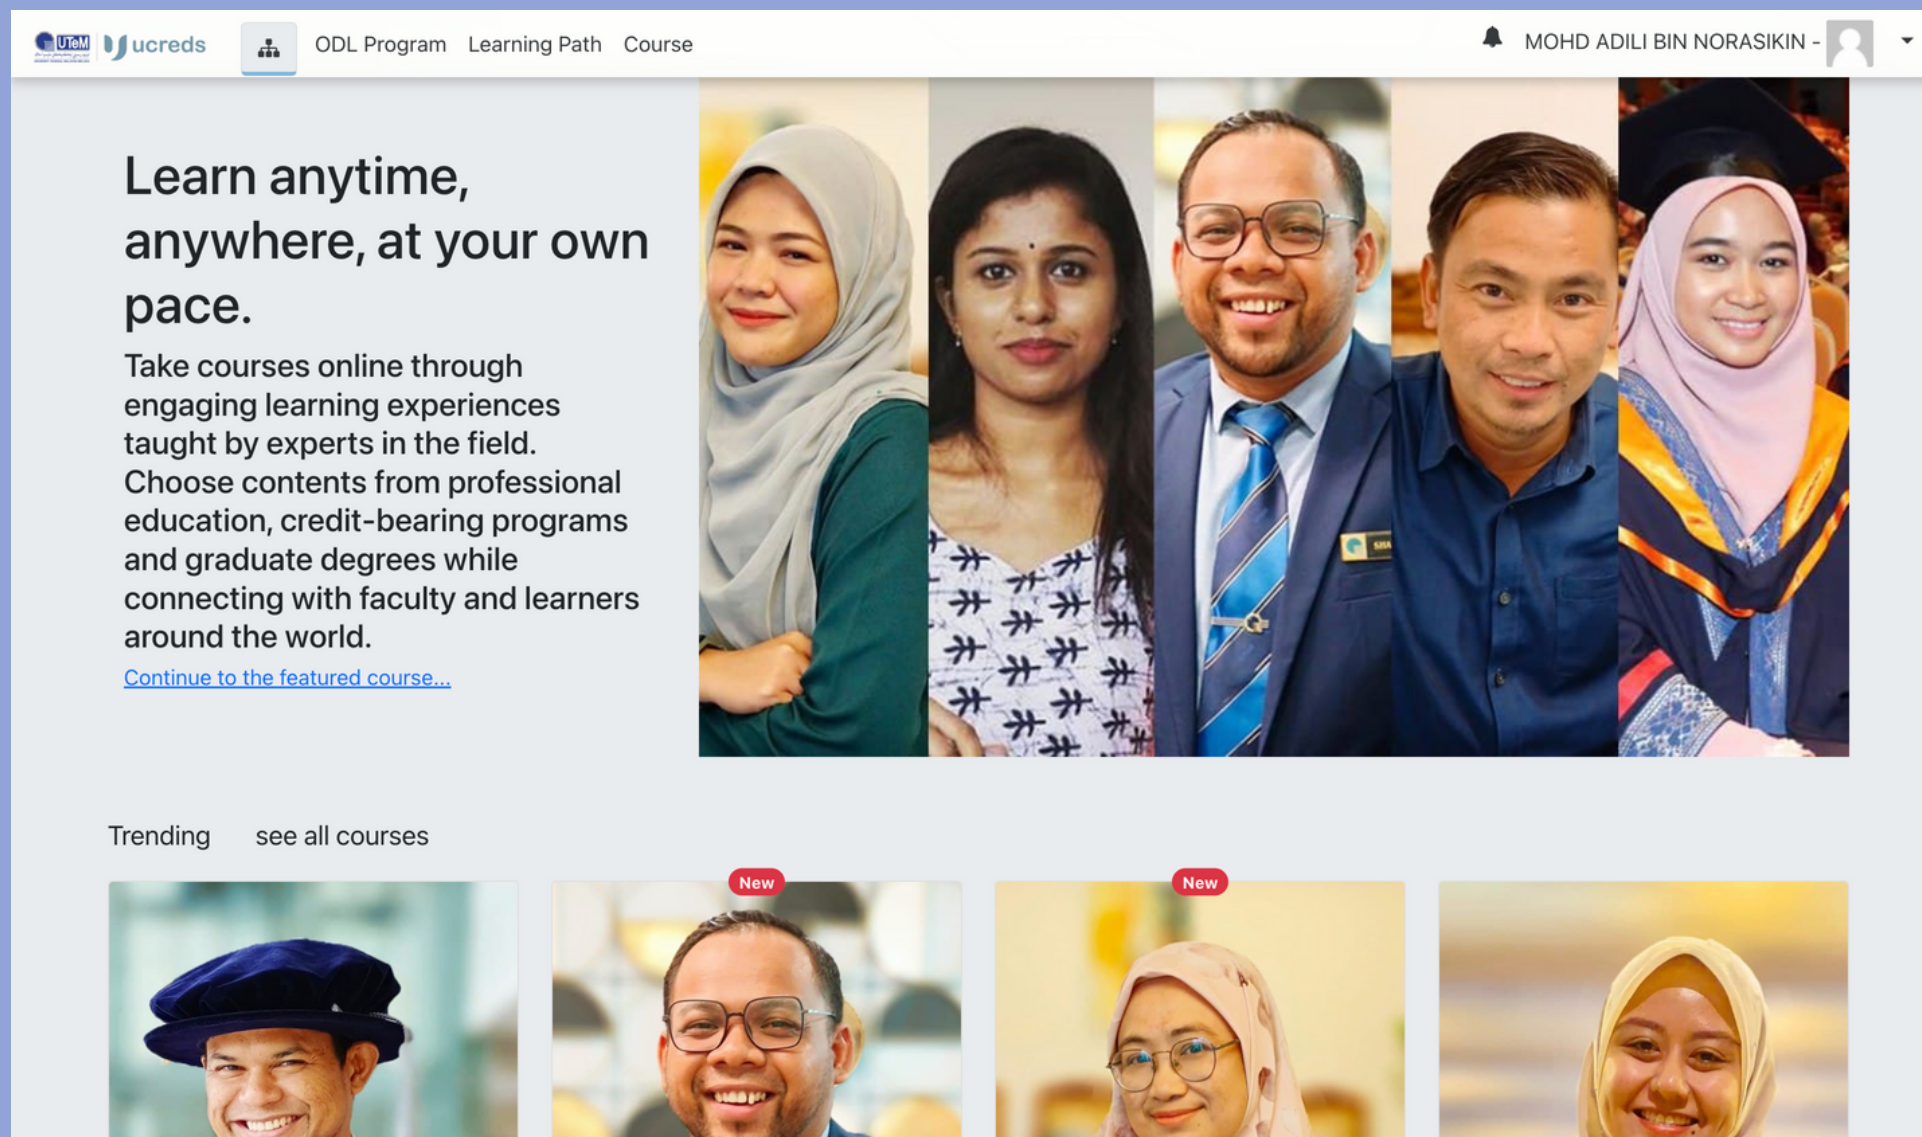 UTeM
ucreds
ODL Program
Learning Path
Course
MOHD ADILI BIN NORASIKIN -
Learn anytime,
anywhere, at your own
pace.
Take courses online through
engaging learning experiences
taught by experts in the field.
Choose contents from professional
education, credit-bearing programs
and graduate degrees while
connecting with faculty and learners
around the world.
Continue to the featured course...
Trending
see all courses
New
New